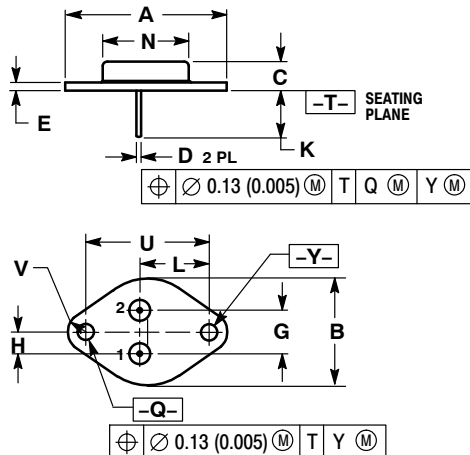 A
N
C
E
–T– SEATING
PLANE
K
D 2 PL
⌖ ∅ 0.13 (0.005) Ⓜ T Q Ⓜ Y Ⓜ
U
L
V
–Y–
2
G
B
H
1
–Q–
⌖ ∅ 0.13 (0.005) Ⓜ T Y Ⓜ